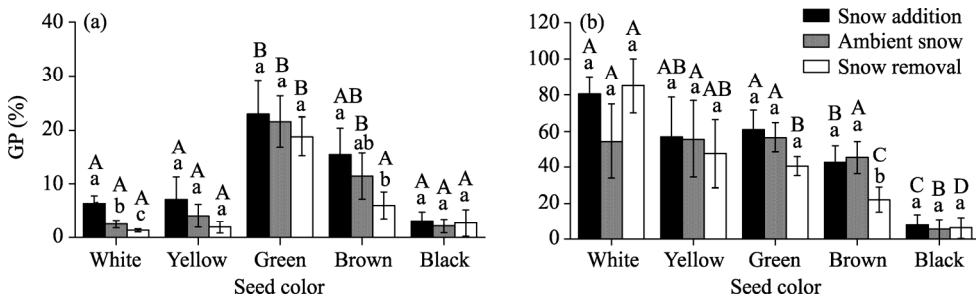 (a)
40
30
20
10
0
GP (%)
A A A
a b c
A A A
a a a
B B B
a a a
AB B A
a ab b
A A A
a a a
White Yellow Green Brown Black
Seed color
(b)
Snow addition
Ambient snow
Snow removal
120
100
80
60
40
20
0
A A A
a a a
AB A AB
a a a
A A B
a a a
B A C
a a b
C B D
a a a
White Yellow Green Brown Black
Seed color